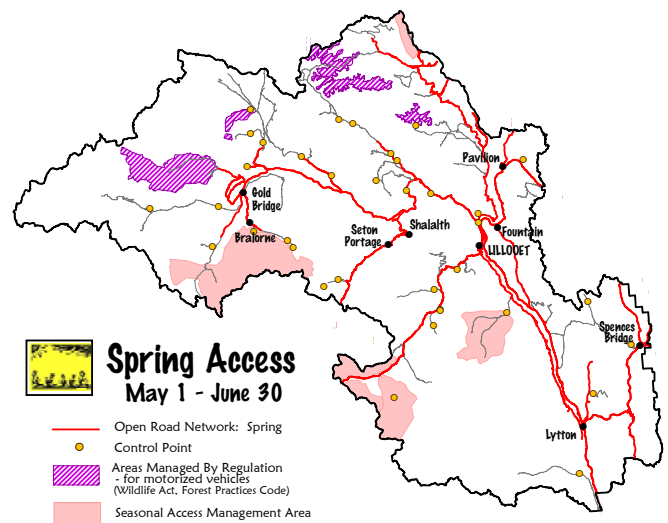 Pavilion
Gold
Bridge
Bralorne
Seton
Portage
Shalalth
Fountain
LILLOOET
Spences
Bridge
Lytton
Spring Access
May 1 - June 30
Open Road Network: Spring
Control Point
Areas Managed By Regulation
- for motorized vehicles
(Wildlife Act, Forest Practices Code)
Seasonal Access Management Area